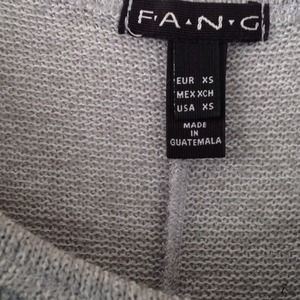 F.A.N.G
EUR XS
MEX XCH
USA XS
MADE
IN
GUATEMALA